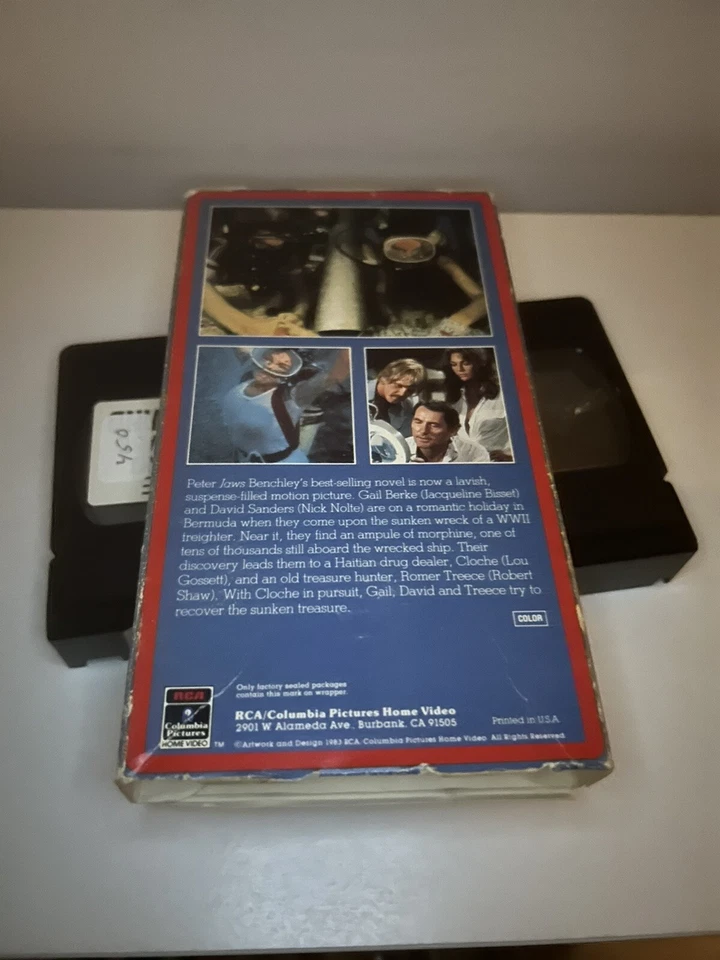 450
Peter Jaws Benchley's best-selling novel is now a lavish,
suspense-filled motion picture. Gail Berke (Jacqueline Bisset)
and David Sanders (Nick Nolte) are on a romantic holiday in
Bermuda when they come upon the sunken wreck of a WWII
freighter. Near it, they find an ampule of morphine, one of
tens of thousands still aboard the wrecked ship. Their
discovery leads them to a Haitian drug dealer, Cloche (Lou
Gossett), and an old treasure hunter, Romer Treece (Robert
Shaw). With Cloche in pursuit, Gail, David and Treece try to
recover the sunken treasure.
COLOR
Only factory sealed packages
contain this mark on wrapper.
RCA
Columbia
Pictures
HOME VIDEO
TM
RCA/Columbia Pictures Home Video
2901 W Alameda Ave. Burbank, CA 91505
Printed in U.S.A
©Artwork and Design 1983 RCA/Columbia Pictures Home Video. All Rights Reserved